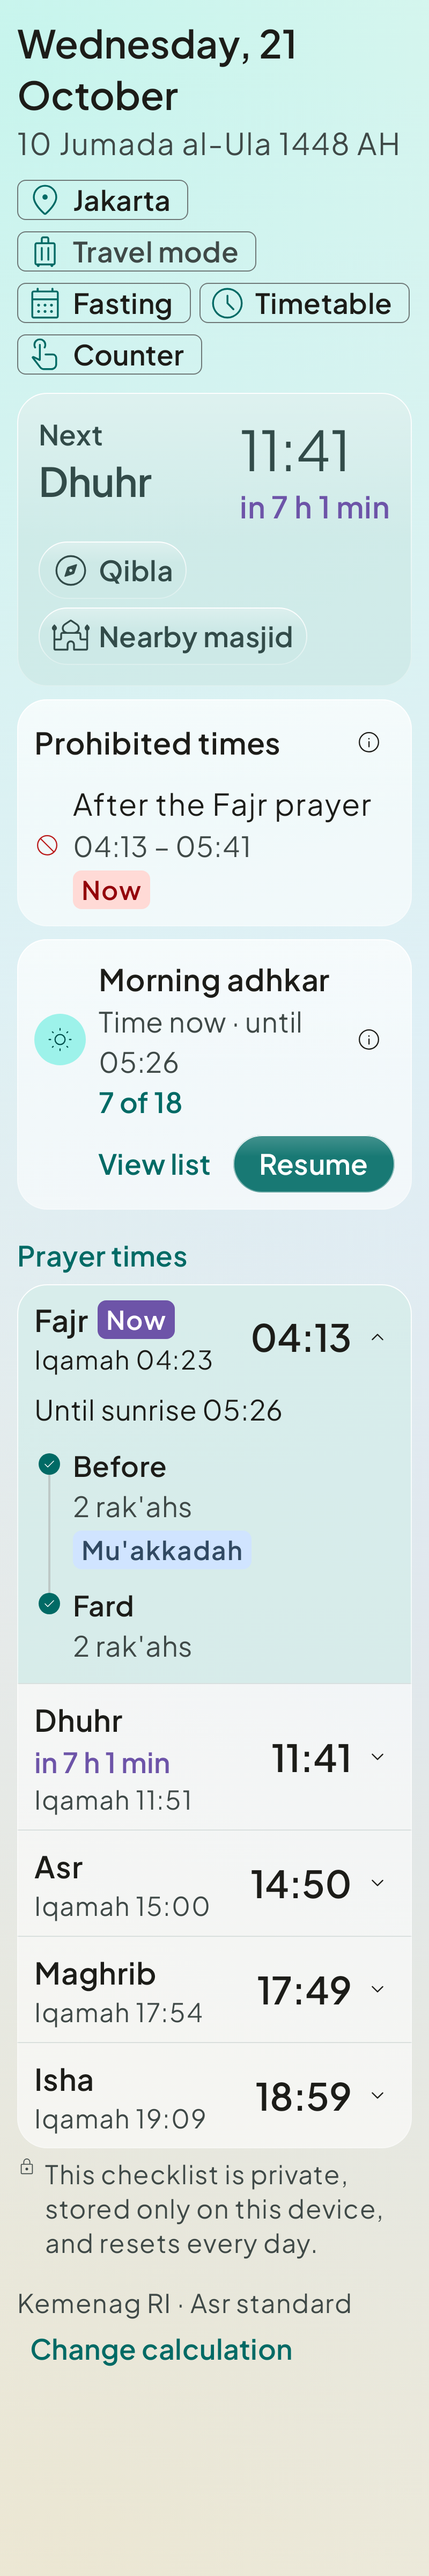 Wednesday, 21
October
10 Jumada al-Ula 1448 AH
Jakarta
Travel mode
Fasting
Timetable
Counter
Next
Dhuhr
11:41
in 7 h 1 min
Qibla
Nearby masjid
Prohibited times
After the Fajr prayer
04:13 – 05:41
Now
Morning adhkar
Time now · until
05:26
7 of 18
View list
Resume
Prayer times
Fajr Now
Iqamah 04:23
04:13
Until sunrise 05:26
Before
2 rak'ahs
Mu'akkadah
Fard
2 rak'ahs
Dhuhr
in 7 h 1 min
Iqamah 11:51
11:41
Asr
Iqamah 15:00
14:50
Maghrib
Iqamah 17:54
17:49
Isha
Iqamah 19:09
18:59
This checklist is private,
stored only on this device,
and resets every day.
Kemenag RI · Asr standard
Change calculation